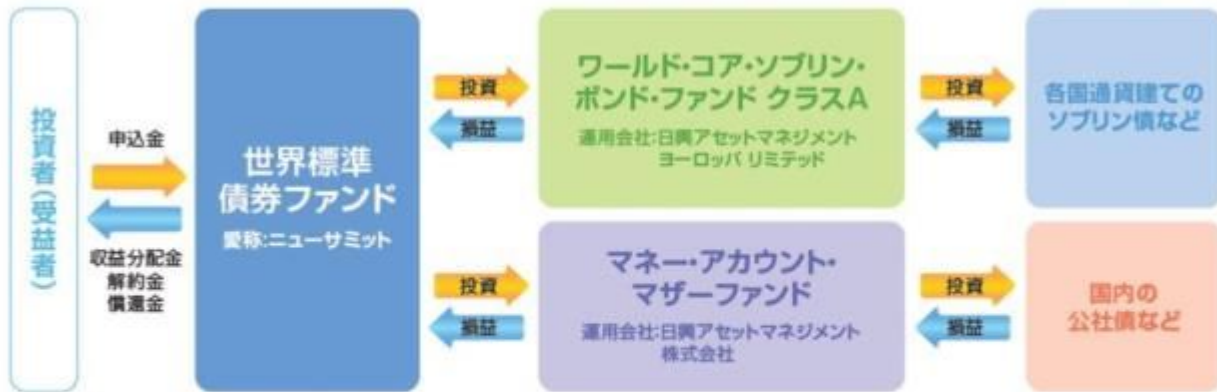 投資者(受益者)
申込金
収益分配金
解約金
償還金
世界標準
債券ファンド
愛称:ニューサミット
投資
損益
ワールド・コア・ソブリン・
ボンド・ファンド クラスA
運用会社:日興アセットマネジメント
ヨーロッパ リミテッド
投資
損益
各国通貨建ての
ソブリン債など
投資
損益
マネー・アカウント・
マザーファンド
運用会社:日興アセットマネジメント
株式会社
投資
損益
国内の
公社債など